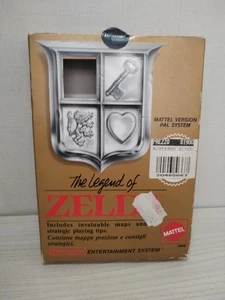 MATTEL VERSION
PAL SYSTEM
PREZZO
The Legend of
ZELDA
Includes invaluable maps and
strategic playing tips.
Contiene mappe preziose e consigli
strategici.
MATTEL
ENTERTAINMENT SYSTEM